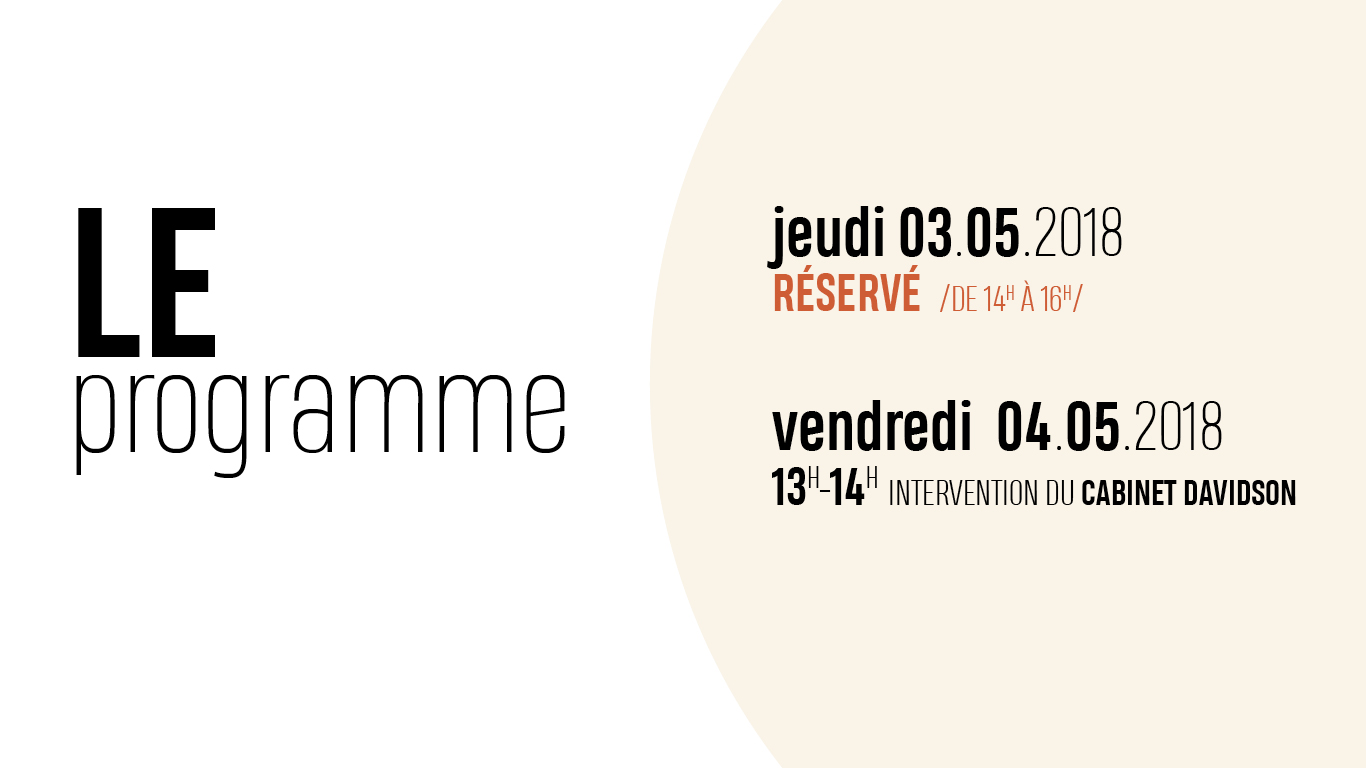 LE
programme
jeudi 03.05.2018
RÉSERVÉ /DE 14H À 16H/
vendredi 04.05.2018
13H-14H INTERVENTION DU CABINET DAVIDSON